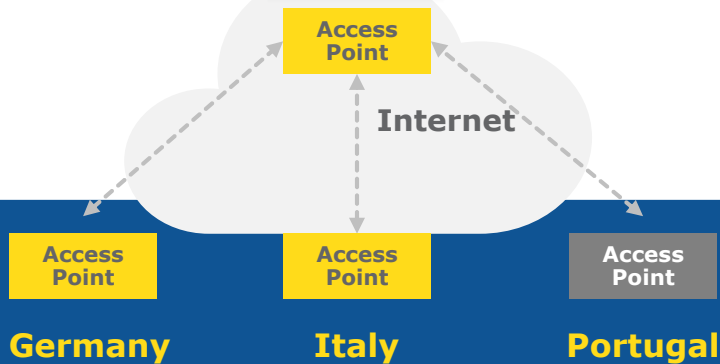 Access
Point
Internet
Access
Point
Access
Point
Access
Point
Germany
Italy
Portugal